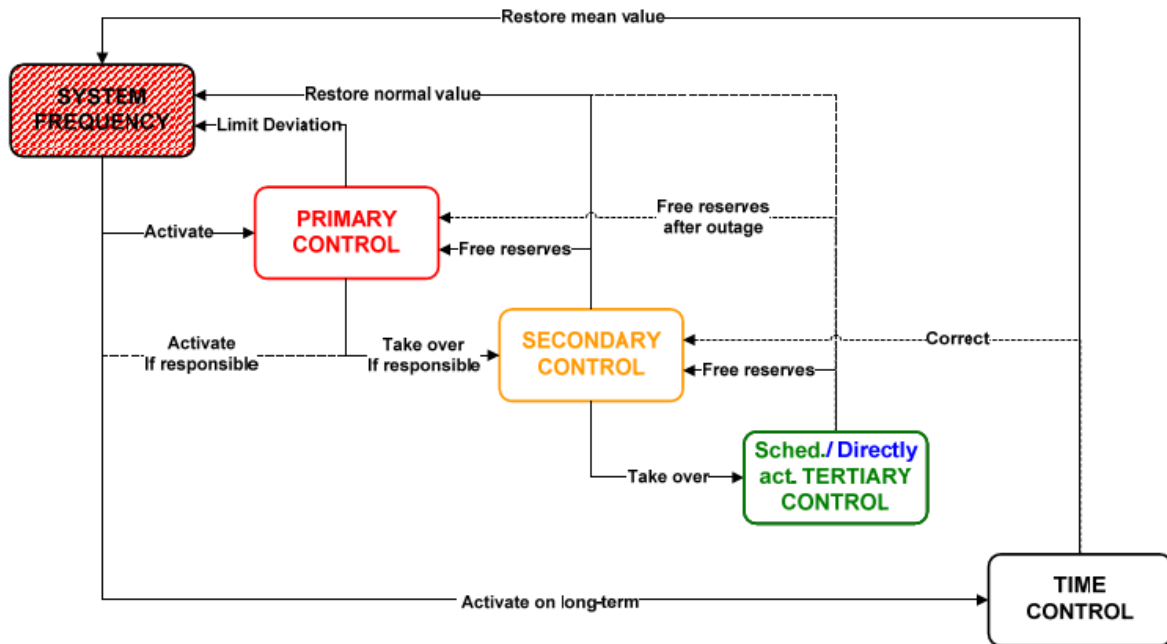 Restore mean value
SYSTEM
FREQUENCY
Restore normal value
Limit Deviation
PRIMARY
CONTROL
Free reserves
after outage
Activate
Free reserves
Activate
If responsible
Take over
If responsible
SECONDARY
CONTROL
Correct
Free reserves
Sched./ Directly
act. TERTIARY
CONTROL
Take over
TIME
CONTROL
Activate on long-term